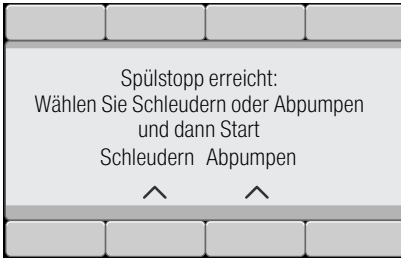 Spülstopp erreicht:
Wählen Sie Schleudern oder Abpumpen
und dann Start
Schleudern Abpumpen